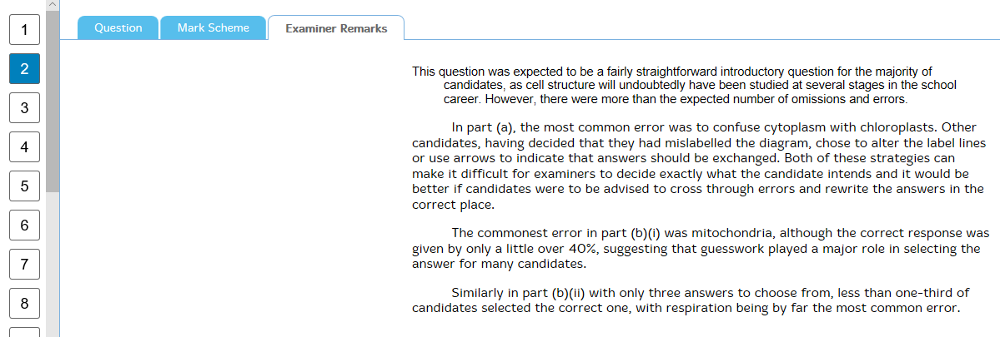 Question Mark Scheme Examiner Remarks
1
2
3
4
5
6
7
8
This question was expected to be a fairly straightforward introductory question for the majority of
candidates, as cell structure will undoubtedly have been studied at several stages in the school
career. However, there were more than the expected number of omissions and errors.
In part (a), the most common error was to confuse cytoplasm with chloroplasts. Other
candidates, having decided that they had mislabelled the diagram, chose to alter the label lines
or use arrows to indicate that answers should be exchanged. Both of these strategies can
make it difficult for examiners to decide exactly what the candidate intends and it would be
better if candidates were to be advised to cross through errors and rewrite the answers in the
correct place.
The commonest error in part (b)(i) was mitochondria, although the correct response was
given by only a little over 40%, suggesting that guesswork played a major role in selecting the
answer for many candidates.
Similarly in part (b)(ii) with only three answers to choose from, less than one-third of
candidates selected the correct one, with respiration being by far the most common error.